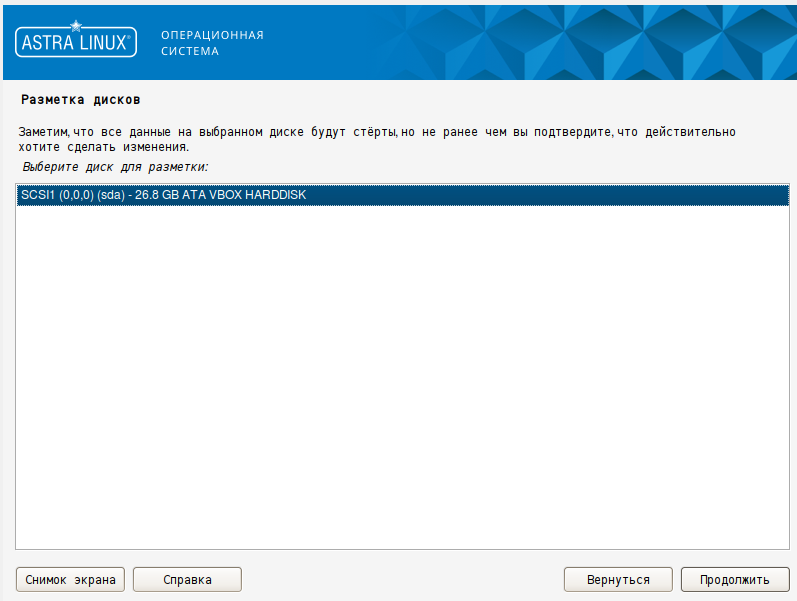 ASTRA LINUX®
ОПЕРАЦИОННАЯ
СИСТЕМА
Разметка дисков
Заметим, что все данные на выбранном диске будут стёрты, но не ранее чем вы подтвердите, что действительно
хотите сделать изменения.
Выберите диск для разметки:
SCSI1 (0,0,0) (sda) - 26.8 GB ATA VBOX HARDDISK
Снимок экрана
Справка
Вернуться
Продолжить